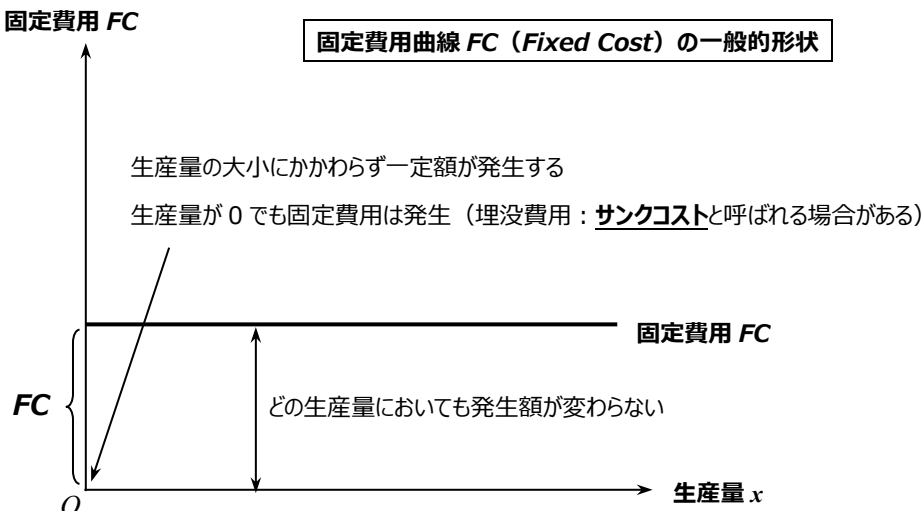 固定費用 FC
固定費用曲線 FC（Fixed Cost）の一般的形状
生産量の大小にかかわらず一定額が発生する
生産量が 0 でも固定費用は発生（埋没費用：サンクコストと呼ばれる場合がある）
固定費用 FC
FC
どの生産量においても発生額が変わらない
生産量 x
O